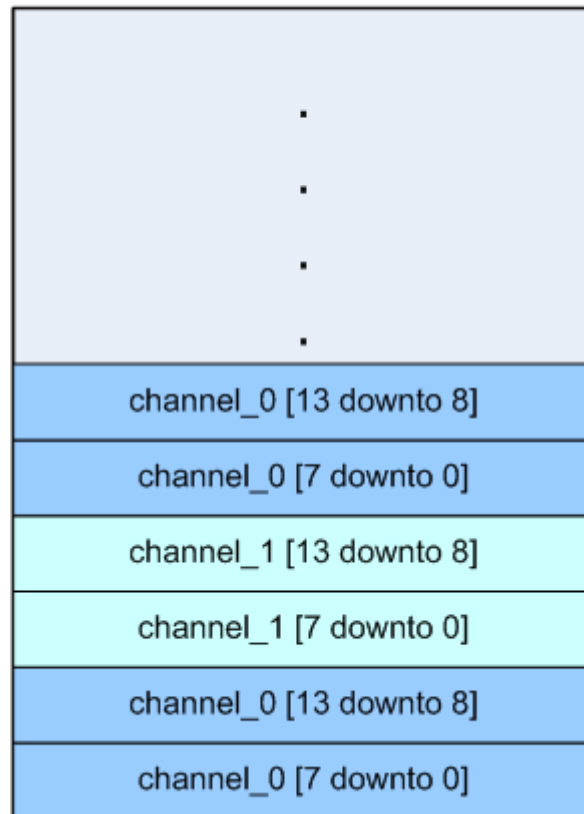 channel_0 [13 downto 8]
channel_0 [7 downto 0]
channel_1 [13 downto 8]
channel_1 [7 downto 0]
channel_0 [13 downto 8]
channel_0 [7 downto 0]